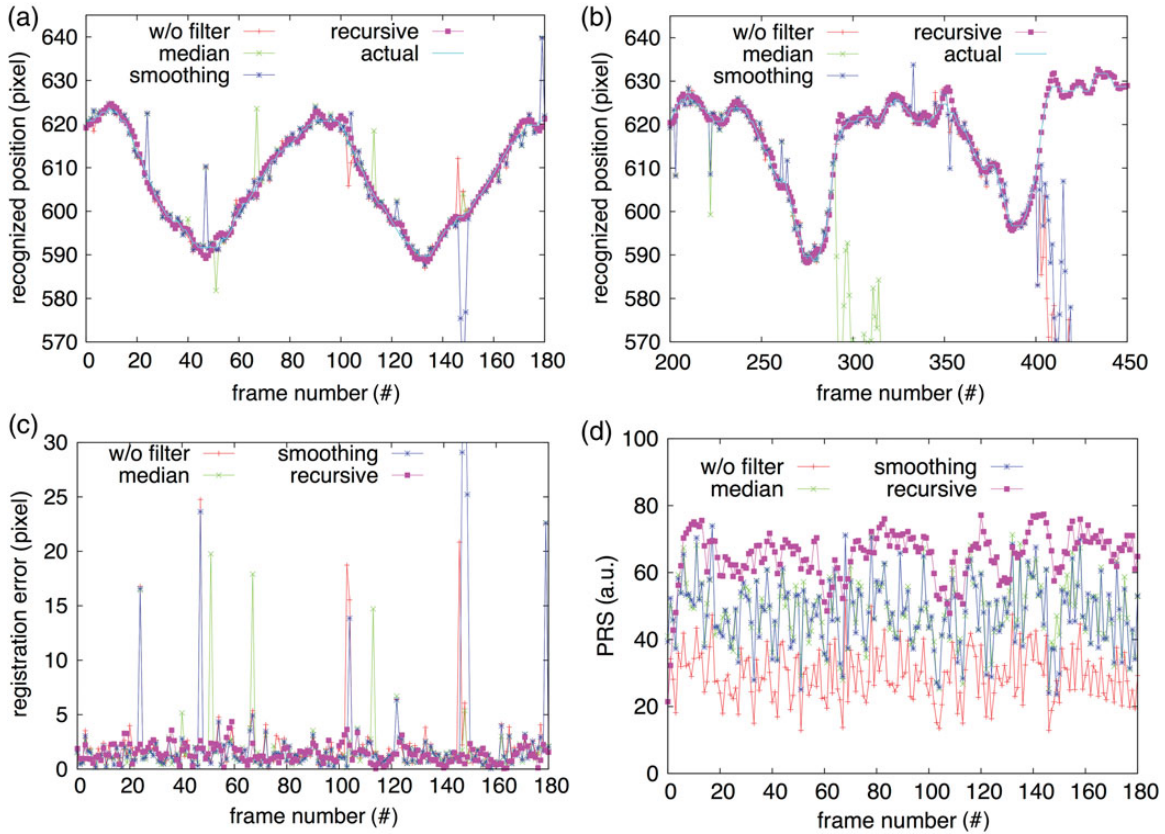 (a)
w/o filter
median
smoothing
recursive
actual
recognized position (pixel)
640
630
620
610
600
590
580
570
0 20 40 60 80 100 120 140 160 180
frame number (#)
(b)
w/o filter
median
smoothing
recursive
actual
recognized position (pixel)
640
630
620
610
600
590
580
570
200 250 300 350 400 450
frame number (#)
(c)
w/o filter
median
smoothing
recursive
registration error (pixel)
30
25
20
15
10
5
0
0 20 40 60 80 100 120 140 160 180
frame number (#)
(d)
w/o filter
median
smoothing
recursive
PRS (a.u.)
100
80
60
40
20
0
0 20 40 60 80 100 120 140 160 180
frame number (#)